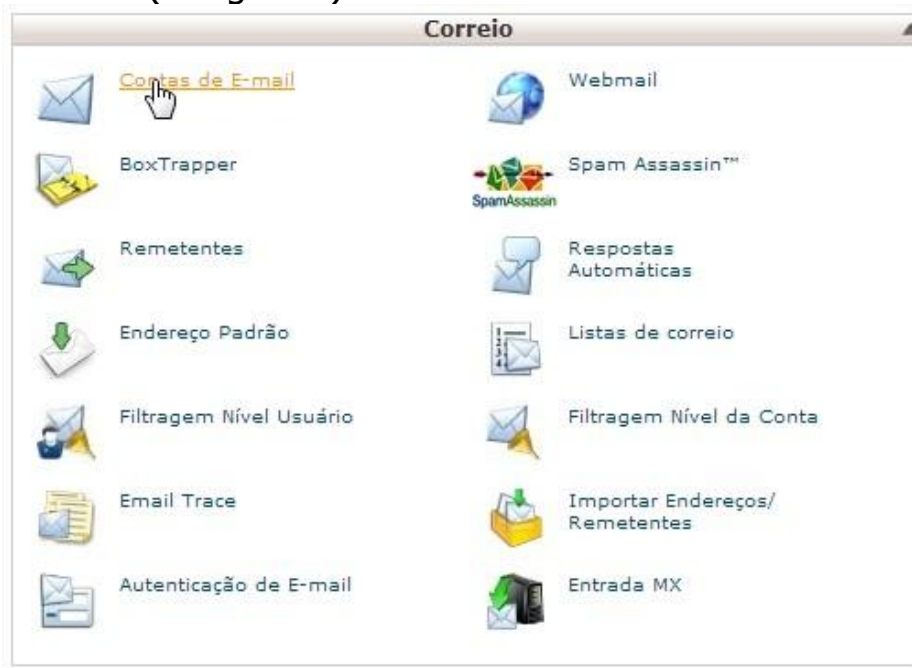 Correio
Contas de E-mail
Webmail
BoxTrapper
Spam Assassin™
SpamAssassin
Remetentes
Respostas
Automáticas
Endereço Padrão
Listas de correio
Filtragem Nível Usuário
Filtragem Nível da Conta
Email Trace
Importar Endereços/
Remetentes
Autenticação de E-mail
Entrada MX